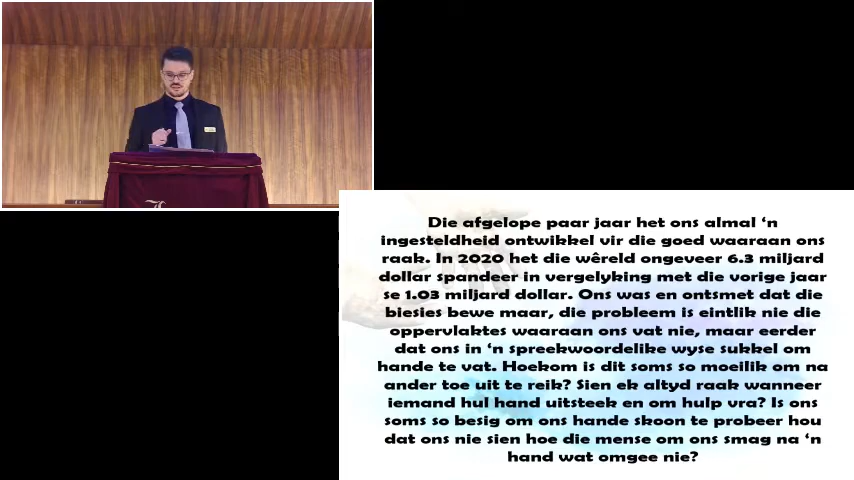 Die afgelope paar jaar het ons almal ‘n
ingesteldheid ontwikkel vir die goed waaraan ons
raak. In 2020 het die wêreld ongeveer 6.3 miljard
dollar spandeer in vergelyking met die vorige jaar
se 1.03 miljard dollar. Ons was en ontsmet dat die
biesies bewe maar, die probleem is eintlik nie die
oppervlaktes waaraan ons vat nie, maar eerder
dat ons in ‘n spreekwoordelike wyse sukkel om
hande te vat. Hoekom is dit soms so moeilik om na
ander toe uit te reik? Sien ek altyd raak wanneer
iemand hul hand uitsteek en om hulp vra? Is ons
soms so besig om ons hande skoon te probeer hou
dat ons nie sien hoe die mense om ons smag na ‘n
hand wat omgee nie?